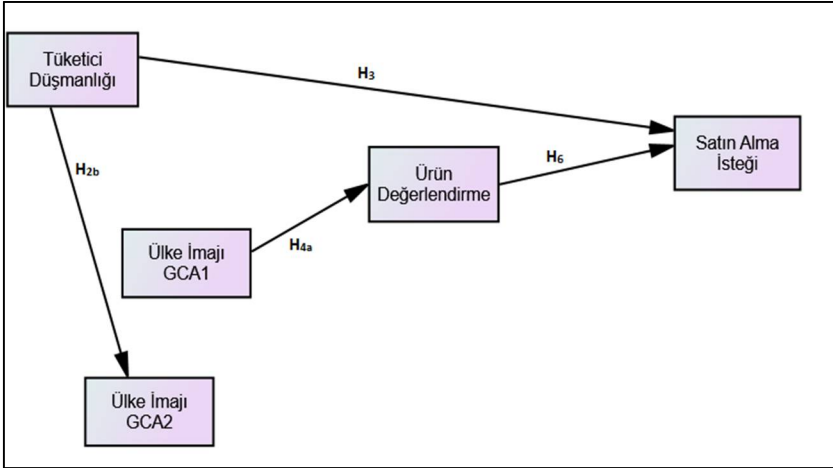 Tüketici
Düşmanlığı
H3
Satın Alma
İsteği
H2b
Ürün
Değerlendirme
H6
Ülke İmajı
GCA1
H4a
Ülke İmajı
GCA2